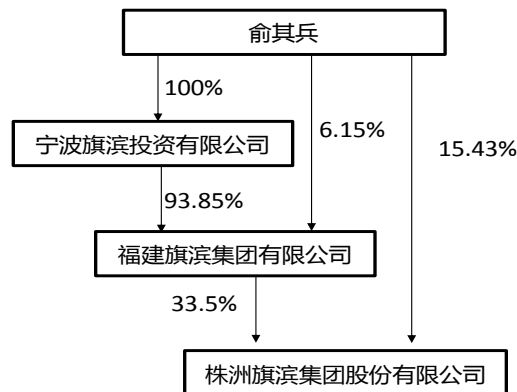 俞其兵
100%
6.15%
15.43%
宁波旗滨投资有限公司
93.85%
福建旗滨集团有限公司
33.5%
株洲旗滨集团股份有限公司